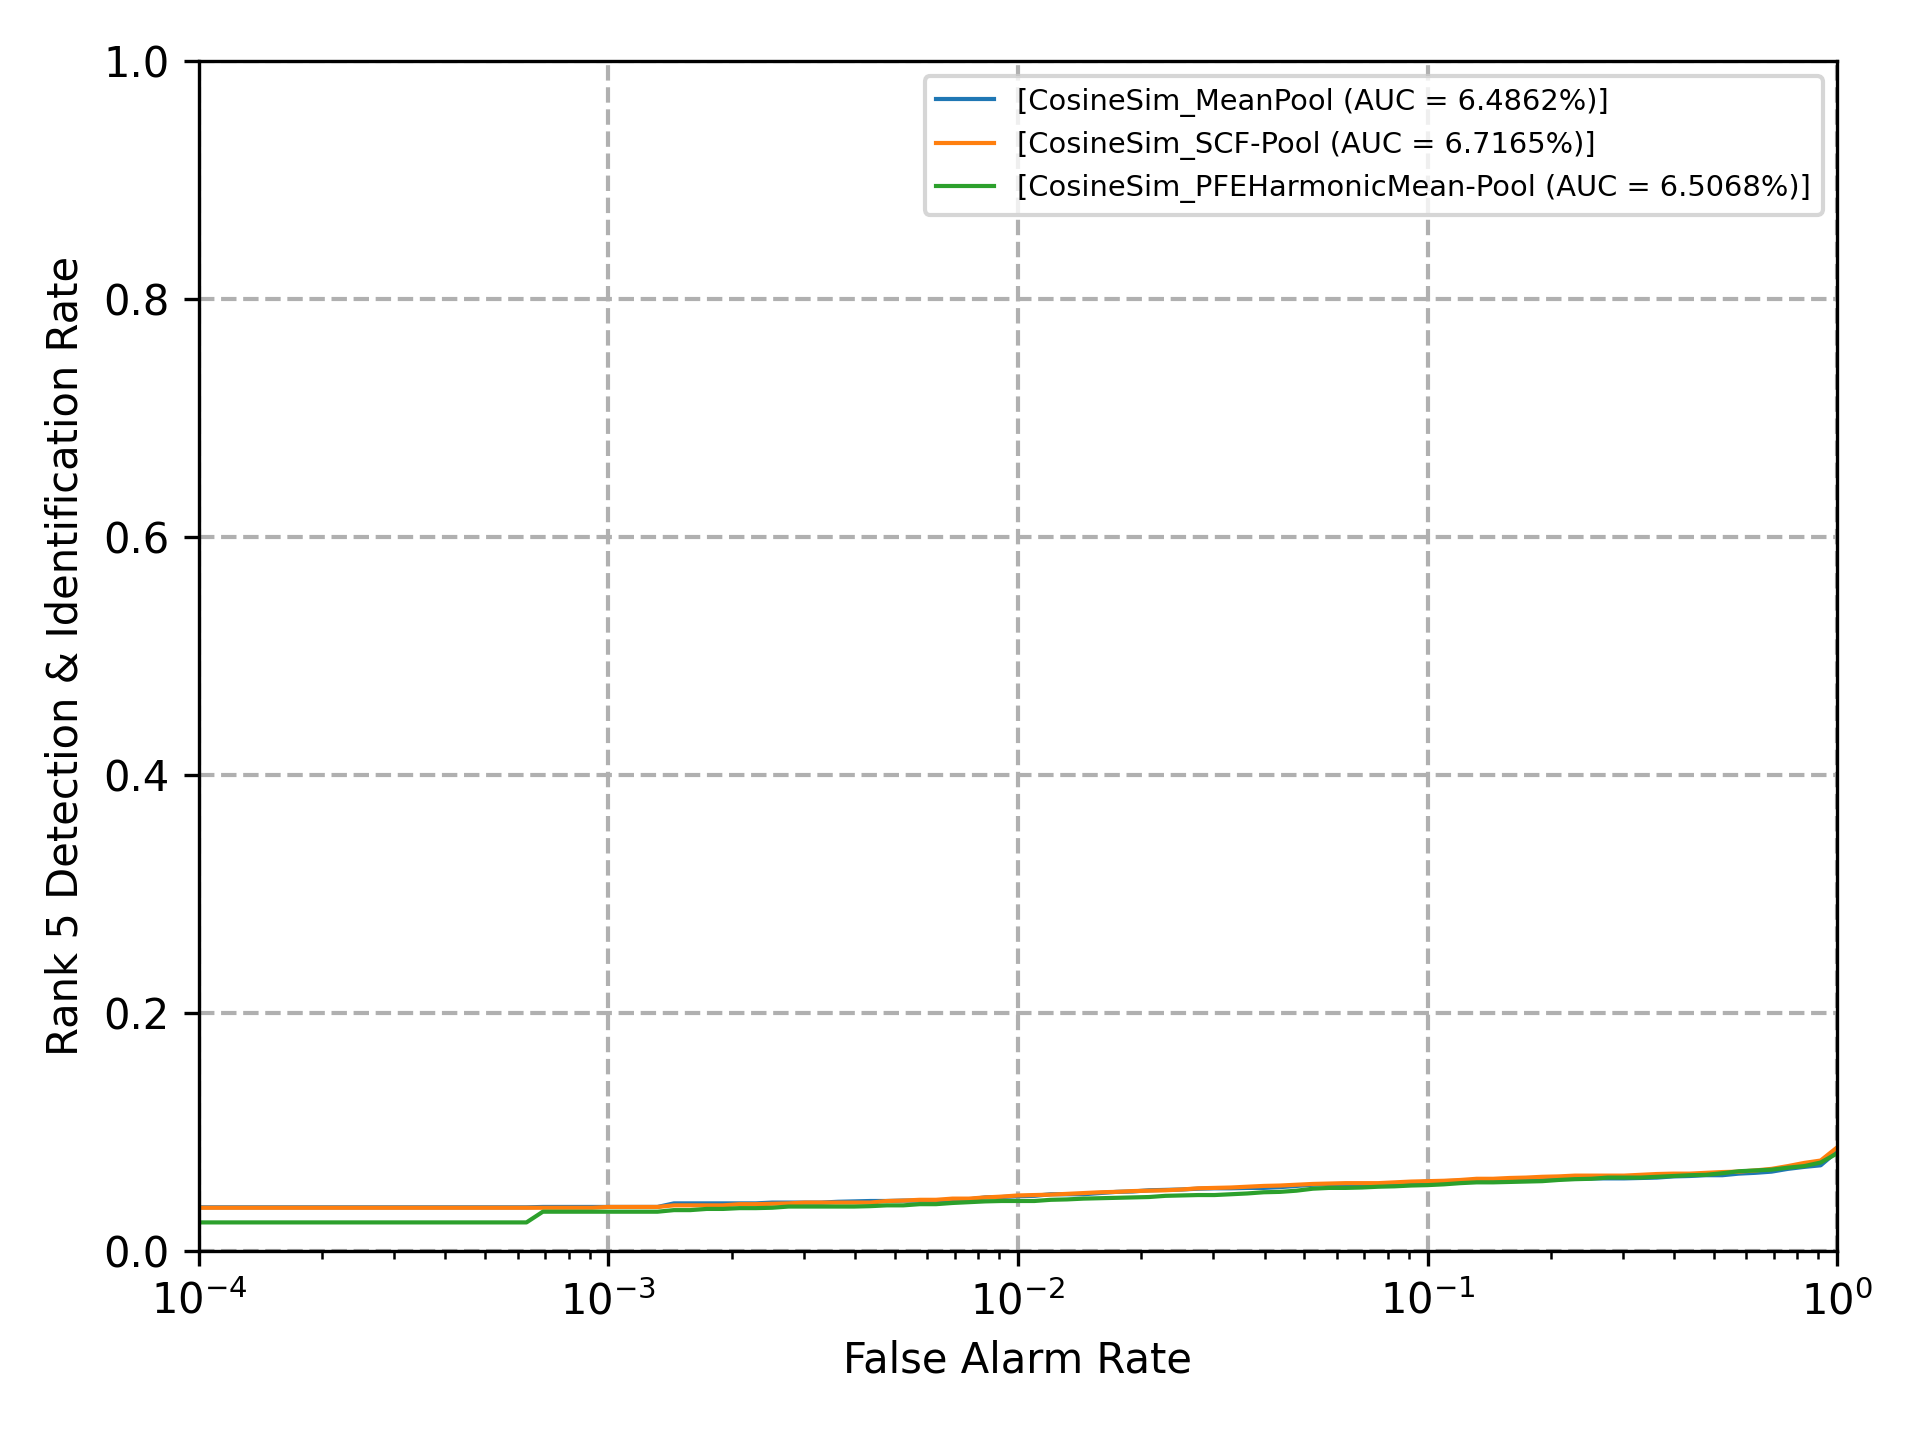 [CosineSim_MeanPool (AUC = 6.4862%)]
[CosineSim_SCF-Pool (AUC = 6.7165%)]
[CosineSim_PFEHarmonicMean-Pool (AUC = 6.5068%)]
Rank 5 Detection & Identification Rate
1.0
0.8
0.6
0.4
0.2
0.0
10⁻⁴ 10⁻³ 10⁻² 10⁻¹ 10⁰
False Alarm Rate